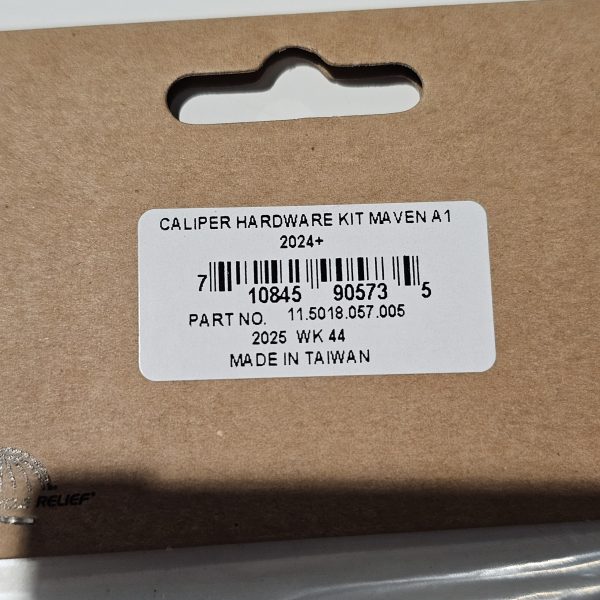 CALIPER HARDWARE KIT MAVEN A1
2024+
7 10845 90573 5
PART NO. 11.5018.057.005
2025 WK 44
MADE IN TAIWAN
RELIEF